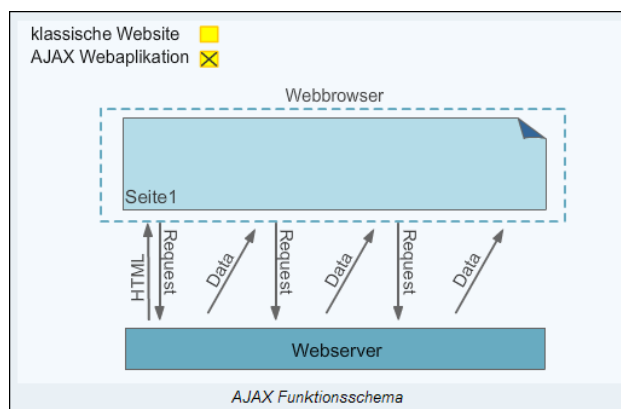 klassische Website
AJAX Webaplikation
Webbrowser
Seite1
HTML
Request
Data
Request
Data
Request
Data
Webserver
AJAX Funktionsschema